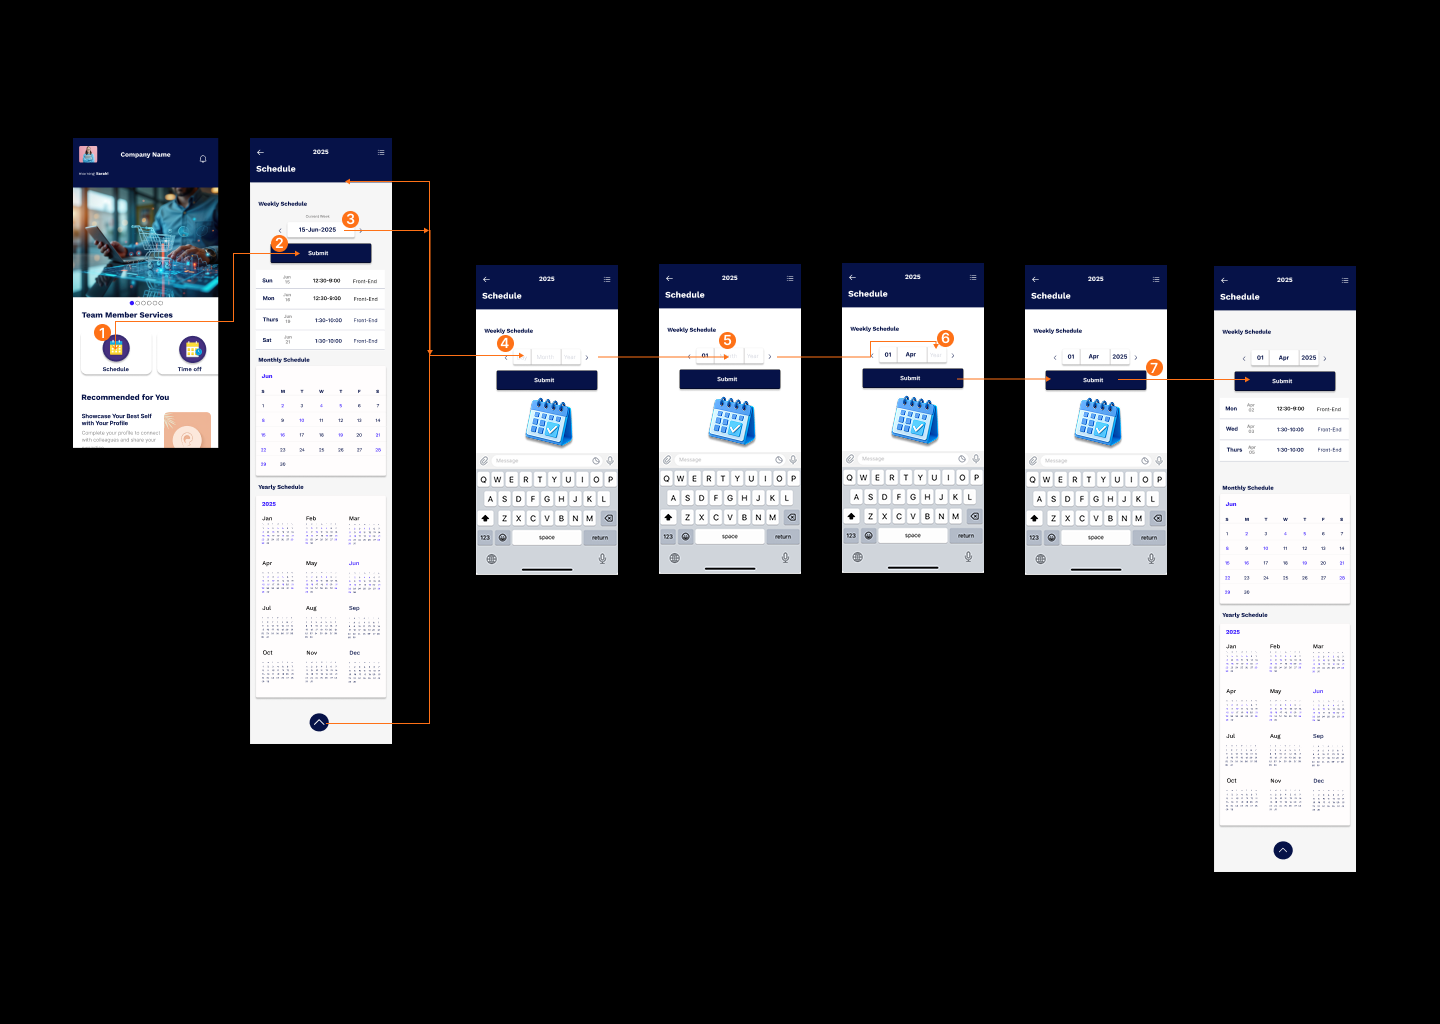 Company Name
Sarah!
Team Member Services
1
Schedule
Time off
Recommended for You
Showcase Your Best Self
with Your Profile
Complete your profile to connect
with colleagues and share your
2025
Schedule
Weekly Schedule
Current Week
3
15-Jun-2025
2
Submit
Sun Jun 15 12:30-9:00 Front-End
Mon Jun 16 12:30-9:00 Front-End
Thurs Jun 19 1:30-10:00 Front-End
Sat Jun 21 1:30-10:00 Front-End
Monthly Schedule
Jun
S M T W T F S
1 2 3 4 5 6 7
8 9 10 11 12 13 14
15 16 17 18 19 20 21
22 23 24 25 26 27 28
29 30
Yearly Schedule
2025
Jan Feb Mar
Apr May Jun
Jul Aug Sep
Oct Nov Dec
2025
Schedule
Weekly Schedule
4
Month Year
Submit
Message
Q W E R T Y U I O P
A S D F G H J K L
Z X C V B N M
123 space return
2025
Schedule
Weekly Schedule
5
01 Year
Submit
Message
Q W E R T Y U I O P
A S D F G H J K L
Z X C V B N M
123 space return
2025
Schedule
Weekly Schedule
6
01 Apr Year
Submit
Message
Q W E R T Y U I O P
A S D F G H J K L
Z X C V B N M
123 space return
2025
Schedule
Weekly Schedule
01 Apr 2025
7
Submit
Message
Q W E R T Y U I O P
A S D F G H J K L
Z X C V B N M
123 space return
2025
Schedule
Weekly Schedule
01 Apr 2025
Submit
Mon Apr 02 12:30-9:00 Front-End
Wed Apr 03 1:30-10:00 Front-End
Thurs Apr 05 1:30-10:00 Front-End
Monthly Schedule
Jun
S M T W T F S
1 2 3 4 5 6 7
8 9 10 11 12 13 14
15 16 17 18 19 20 21
22 23 24 25 26 27 28
29 30
Yearly Schedule
2025
Jan Feb Mar
Apr May Jun
Jul Aug Sep
Oct Nov Dec